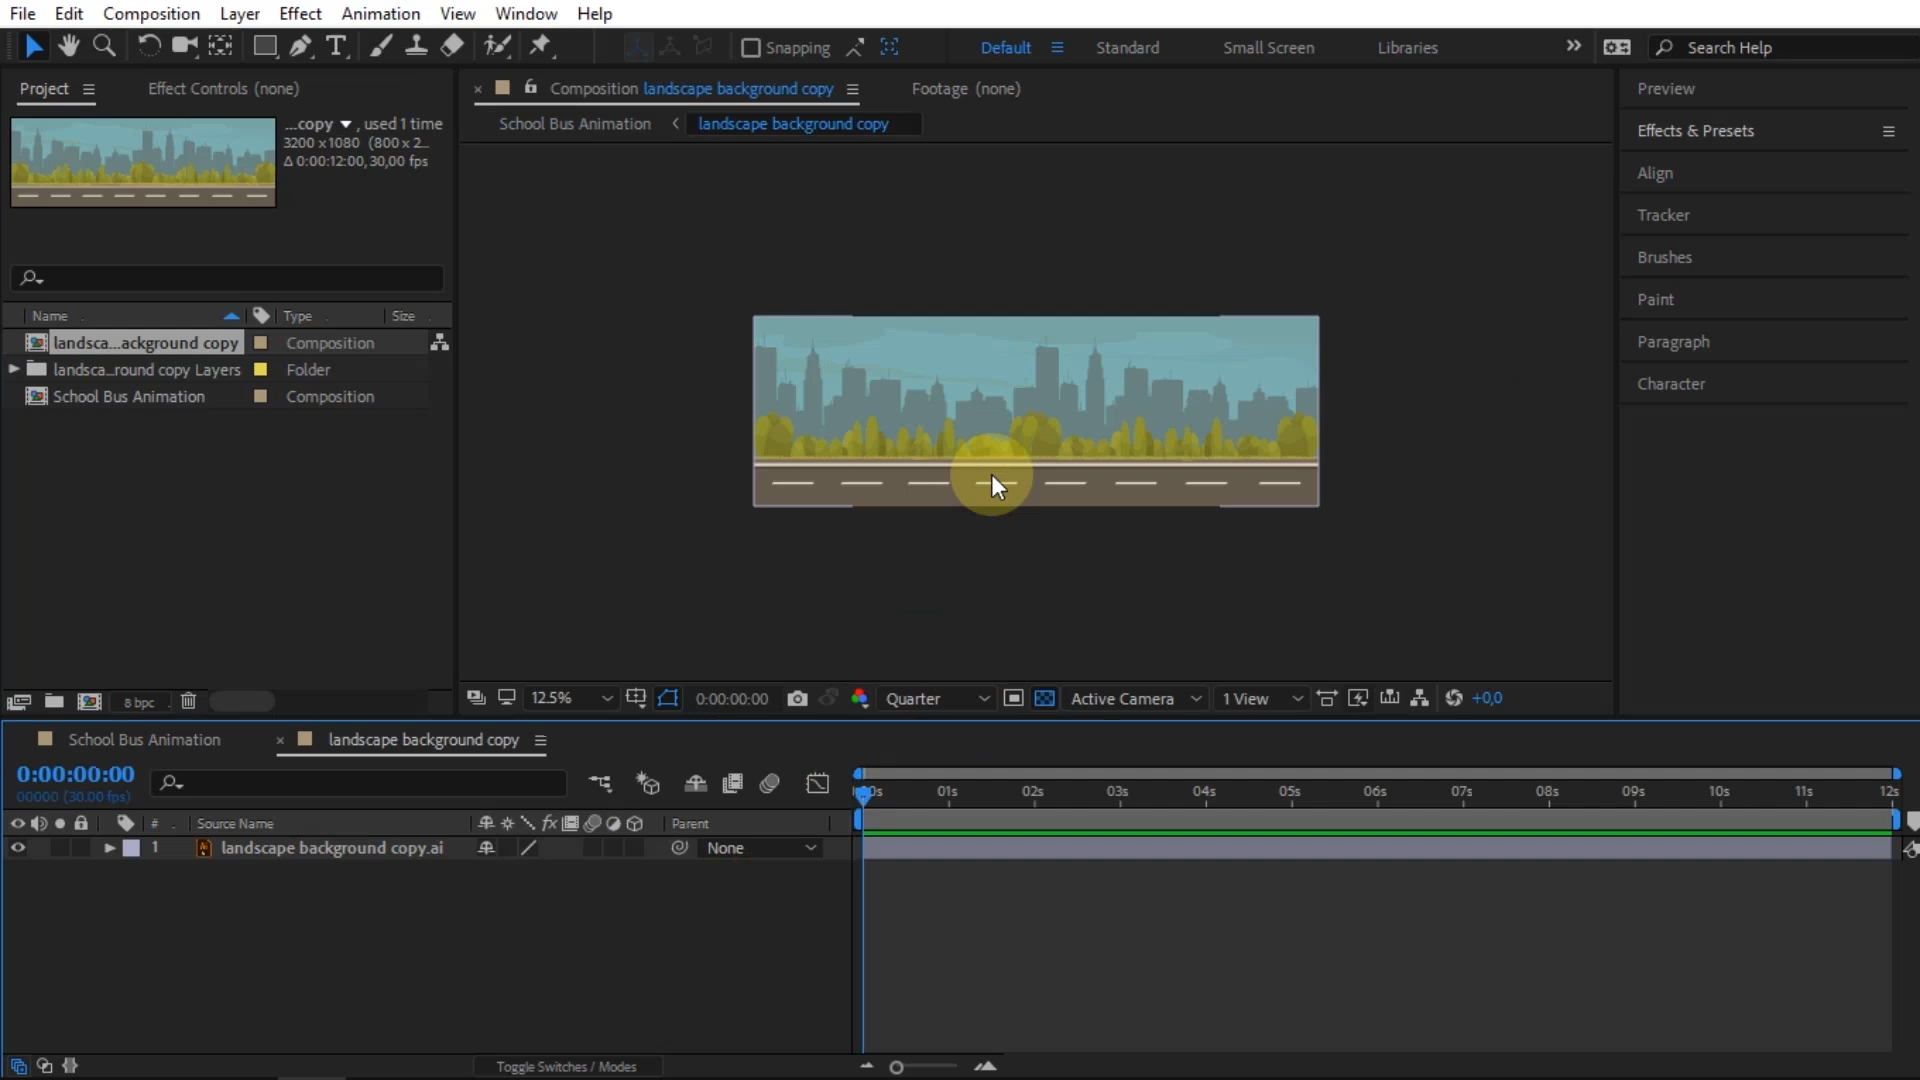 File Edit Composition Layer Effect Animation View Window Help
Snapping Default Standard Small Screen Libraries Search Help
Project Effect Controls (none)
...copy , used 1 time
3200 x1080 (800 x 2...
Δ 0:00:12:00, 30,00 fps
Composition landscape background copy Footage (none)
School Bus Animation landscape background copy
Preview
Effects & Presets
Align
Tracker
Brushes
Paint
Paragraph
Character
Name Type Size
landsca...ackground copy Composition
landsca...round copy Layers Folder
School Bus Animation Composition
8 bpc
12.5% 0:00:00:00 Quarter Active Camera 1 View +0,0
School Bus Animation × landscape background copy
0:00:00:00
00000 (30.00 fps)
01s 02s 03s 04s 05s 06s 07s 08s 09s 10s 11s 12s
# Source Name fx Parent
1 landscape background copy.ai None
Toggle Switches / Modes